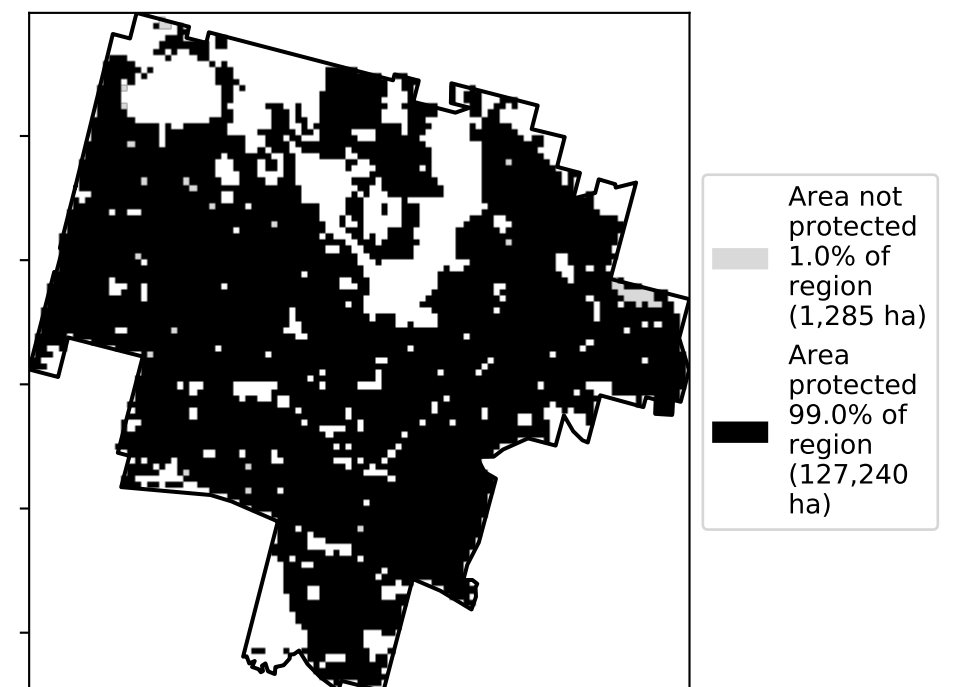 Area not
protected
1.0% of
region
(1,285 ha)
Area
protected
99.0% of
region
(127,240
ha)